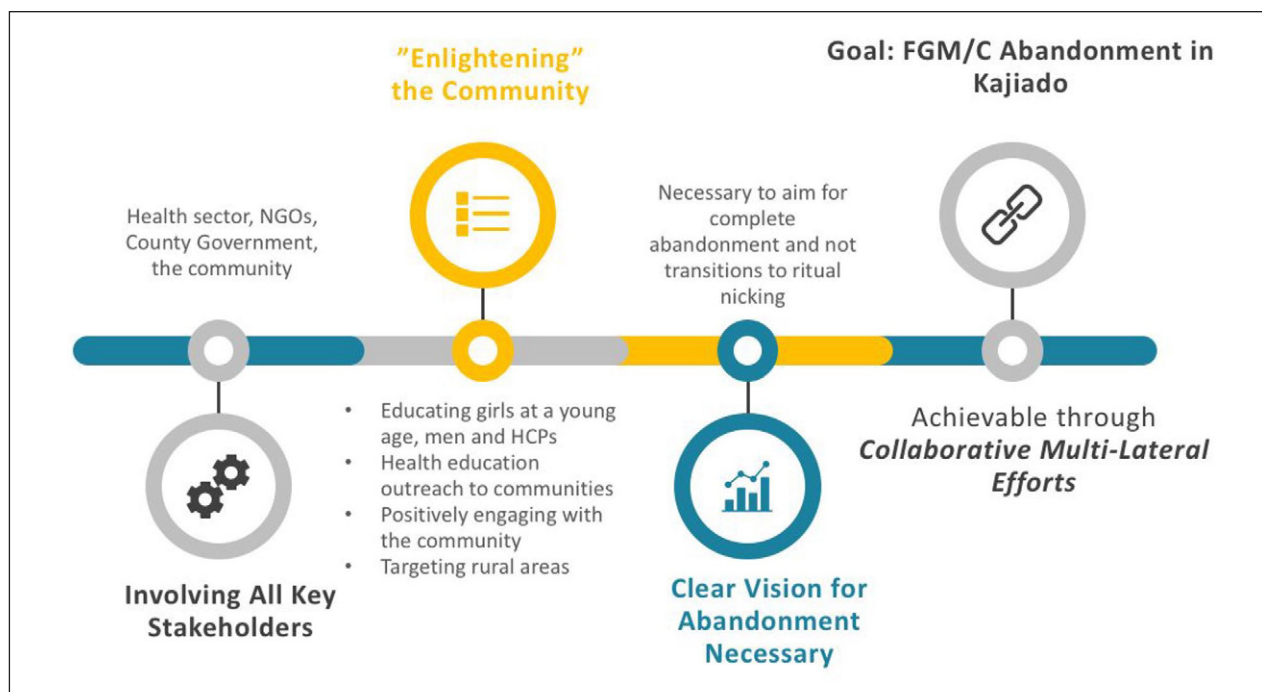 Health sector, NGOs,
County Government,
the community
Involving All Key
Stakeholders
”Enlightening”
the Community
• Educating girls at a young
age, men and HCPs
• Health education
outreach to communities
• Positively engaging with
the community
• Targeting rural areas
Necessary to aim for
complete
abandonment and not
transitions to ritual
nicking
Clear Vision for
Abandonment
Necessary
Goal: FGM/C Abandonment in
Kajiado
Achievable through
Collaborative Multi-Lateral
Efforts